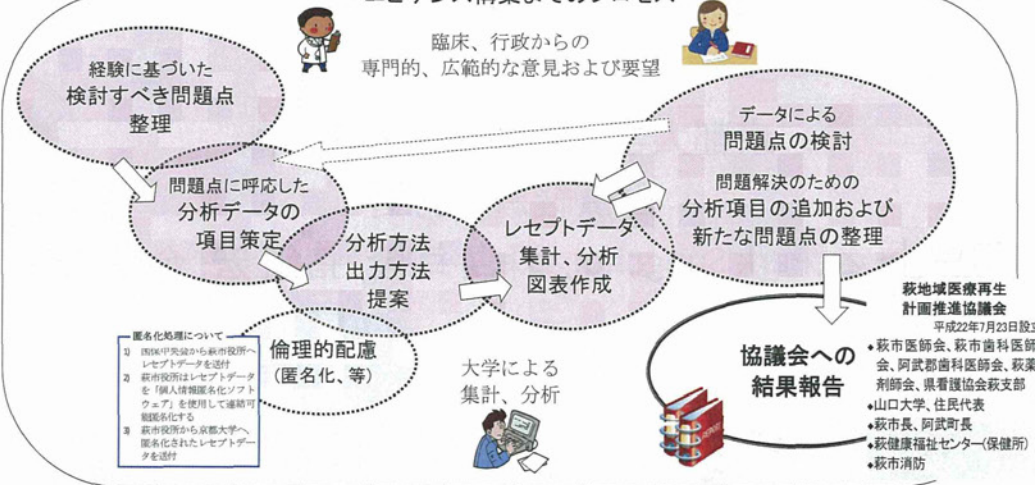 エビデンス構築までのプロセス
臨床、行政からの
専門的、広範的な意見および要望
経験に基づいた
検討すべき問題点
整理
問題点に呼応した
分析データの
項目策定
分析方法
出力方法
提案
レセプトデータ
集計、分析
図表作成
データによる
問題点の検討
問題解決のための
分析項目の追加および
新たな問題点の整理
倫理的配慮
(匿名化、等)
大学による
集計、分析
匿名化処理について
1) から萩市役所へ
レセプトデータを送付
2) 萩市役所はレセプトデータ
を「個人情報匿名化ソフト
ウェア」を使用して連結可
能匿名化する
3) 萩市役所から京都大学へ
匿名化されたレセプトデー
タを送付
協議会への
結果報告
REPORT
萩地域医療再生
計画推進協議会
平成22年7月23日設立
◆萩市医師会、萩市歯科医師
会、阿武郡歯科医師会、萩薬
剤師会、県看護協会萩支部
◆山口大学、住民代表
◆萩市長、阿武町長
◆萩健康福祉センター(保健所)
◆萩市消防